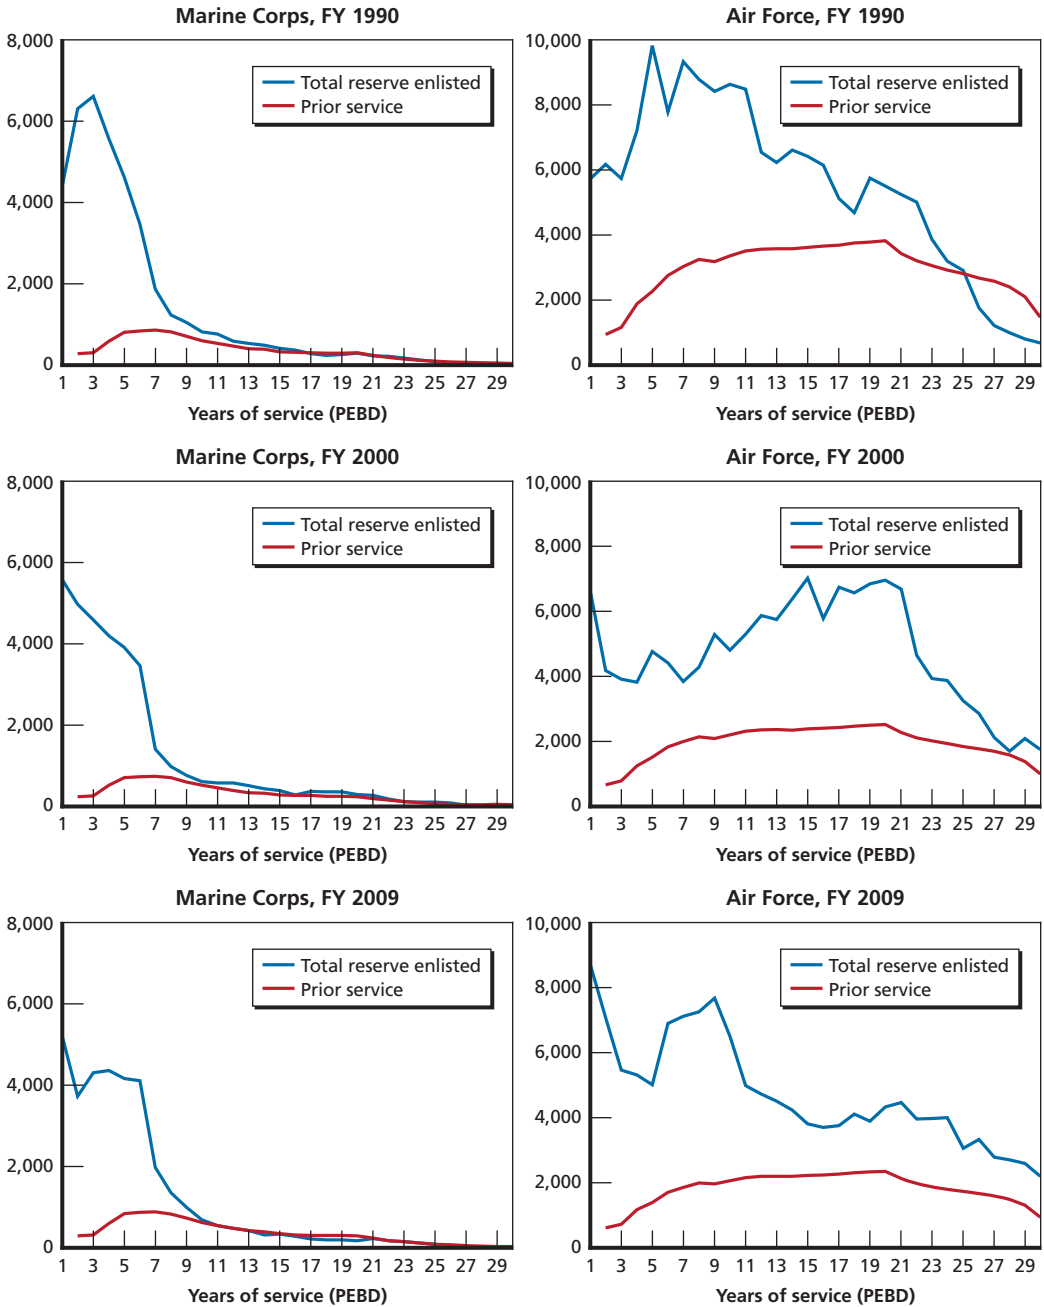 Marine Corps, FY 1990
8,000
6,000
4,000
2,000
0
Total reserve enlisted
Prior service
1 3 5 7 9 11 13 15 17 19 21 23 25 27 29
Years of service (PEBD)
Air Force, FY 1990
10,000
8,000
6,000
4,000
2,000
0
Total reserve enlisted
Prior service
1 3 5 7 9 11 13 15 17 19 21 23 25 27 29
Years of service (PEBD)
Marine Corps, FY 2000
8,000
6,000
4,000
2,000
0
Total reserve enlisted
Prior service
1 3 5 7 9 11 13 15 17 19 21 23 25 27 29
Years of service (PEBD)
Air Force, FY 2000
10,000
8,000
6,000
4,000
2,000
0
Total reserve enlisted
Prior service
1 3 5 7 9 11 13 15 17 19 21 23 25 27 29
Years of service (PEBD)
Marine Corps, FY 2009
8,000
6,000
4,000
2,000
0
Total reserve enlisted
Prior service
1 3 5 7 9 11 13 15 17 19 21 23 25 27 29
Years of service (PEBD)
Air Force, FY 2009
10,000
8,000
6,000
4,000
2,000
0
Total reserve enlisted
Prior service
1 3 5 7 9 11 13 15 17 19 21 23 25 27 29
Years of service (PEBD)